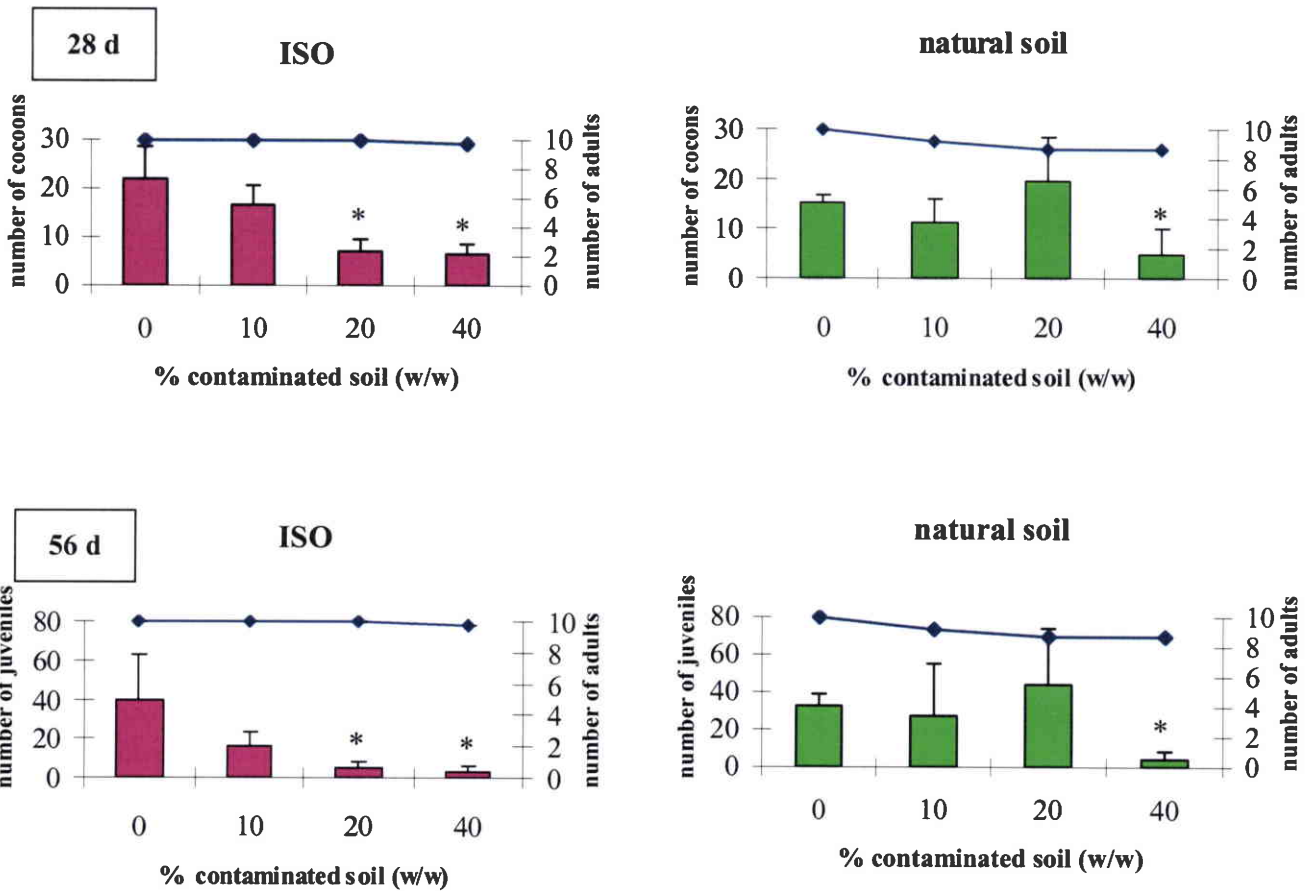 28 d
ISO
number of cocoons
30
20
10
0
10
8
6
4
2
0
number of adults
*
*
0 10 20 40
% contaminated soil (w/w)
natural soil
number of cocons
30
20
10
0
10
8
6
4
2
0
number of adults
*
0 10 20 40
% contaminated soil (w/w)
56 d
ISO
number of juveniles
80
60
40
20
0
10
8
6
4
2
0
number of adults
*
*
0 10 20 40
% contaminated soil (w/w)
natural soil
number of juveniles
80
60
40
20
0
10
8
6
4
2
0
number of adults
*
0 10 20 40
% contaminated soil (w/w)